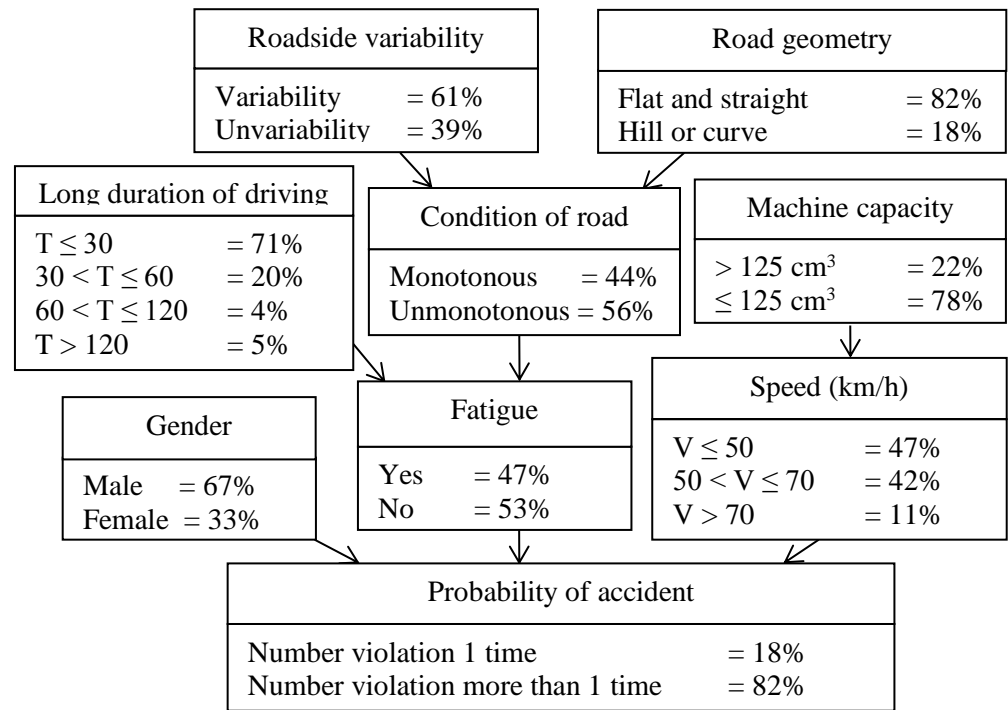 Roadside variability
Variability = 61%
Unvariability = 39%
Road geometry
Flat and straight = 82%
Hill or curve = 18%
Long duration of driving
T ≤ 30 = 71%
30 < T ≤ 60 = 20%
60 < T ≤ 120 = 4%
T > 120 = 5%
Condition of road
Monotonous = 44%
Unmonotonous = 56%
Machine capacity
> 125 cm³ = 22%
≤ 125 cm³ = 78%
Gender
Male = 67%
Female = 33%
Fatigue
Yes = 47%
No = 53%
Speed (km/h)
V ≤ 50 = 47%
50 < V ≤ 70 = 42%
V > 70 = 11%
Probability of accident
Number violation 1 time = 18%
Number violation more than 1 time = 82%